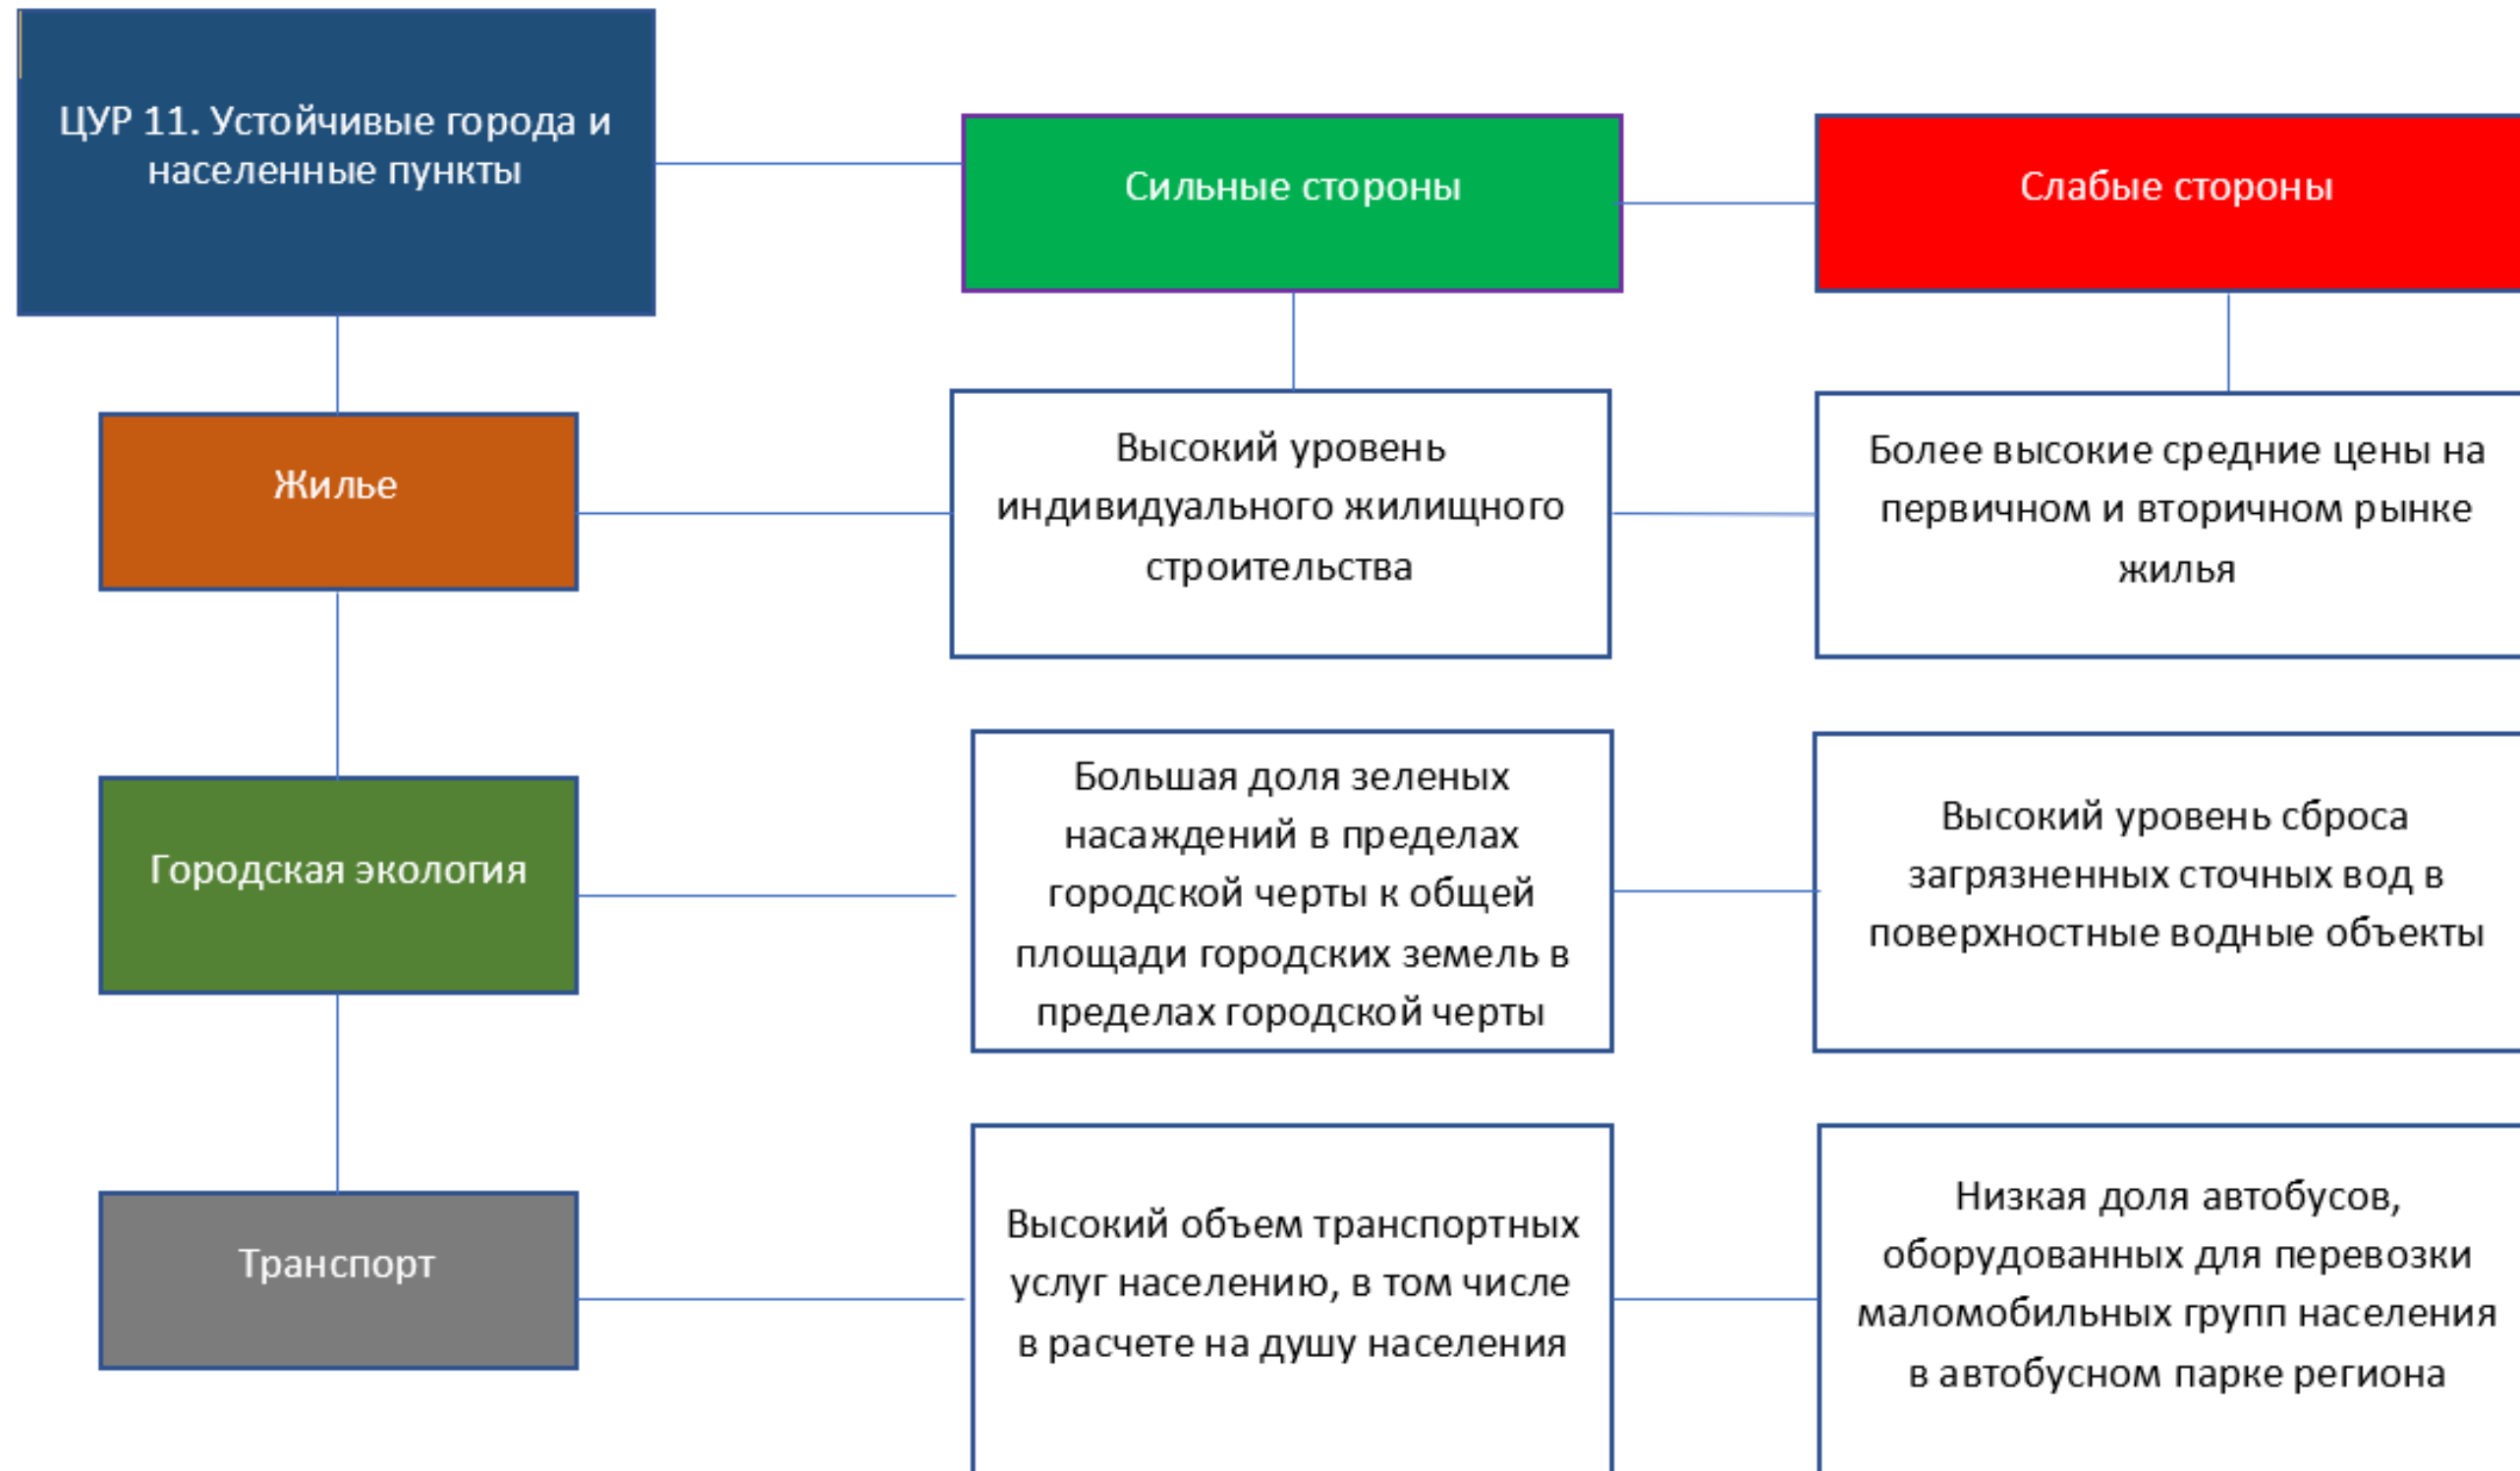 ЦУР 11. Устойчивые города и
населенные пункты
Сильные стороны
Слабые стороны
Жилье
Высокий уровень
индивидуального жилищного
строительства
Более высокие средние цены на
первичном и вторичном рынке
жилья
Городская экология
Большая доля зеленых
насаждений в пределах
городской черты к общей
площади городских земель в
пределах городской черты
Высокий уровень сброса
загрязненных сточных вод в
поверхностные водные объекты
Транспорт
Высокий объем транспортных
услуг населению, в том числе
в расчете на душу населения
Низкая доля автобусов,
оборудованных для перевозки
маломобильных групп населения
в автобусном парке региона